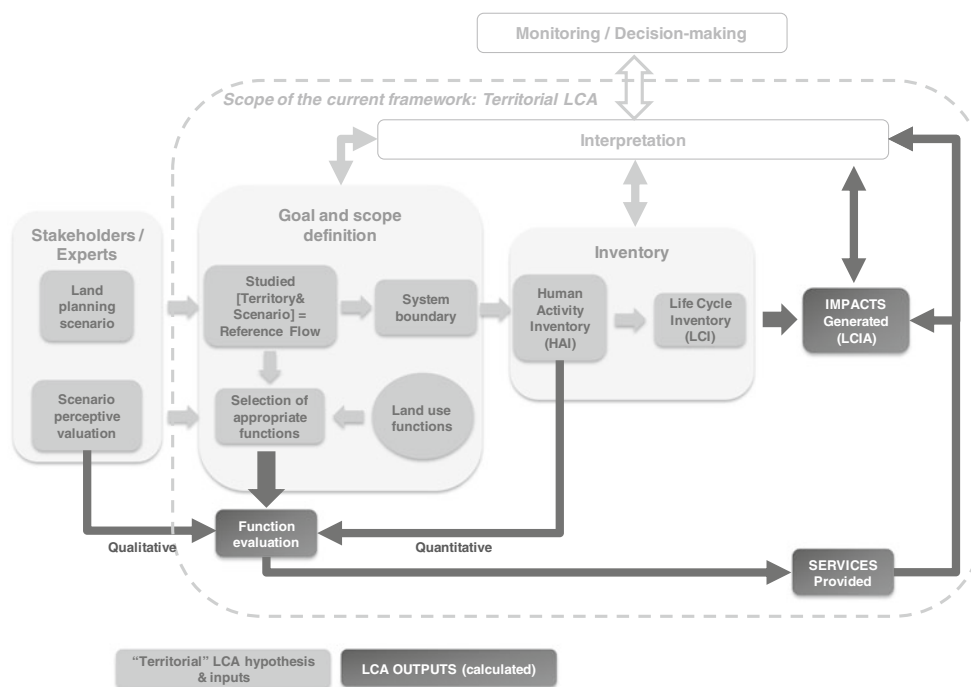 Monitoring / Decision-making
Scope of the current framework: Territorial LCA
Interpretation
Goal and scope
definition
Stakeholders /
Experts
Inventory
Land
planning
scenario
Studied
[Territory&
Scenario] =
Reference Flow
System
boundary
Human
Activity
Inventory
(HAI)
Life Cycle
Inventory
(LCI)
IMPACTS
Generated
(LCIA)
Scenario
perceptive
valuation
Selection of
appropriate
functions
Land use
functions
Function
evaluation
Qualitative
Quantitative
SERVICES
Provided
“Territorial” LCA hypothesis
& inputs
LCA OUTPUTS (calculated)